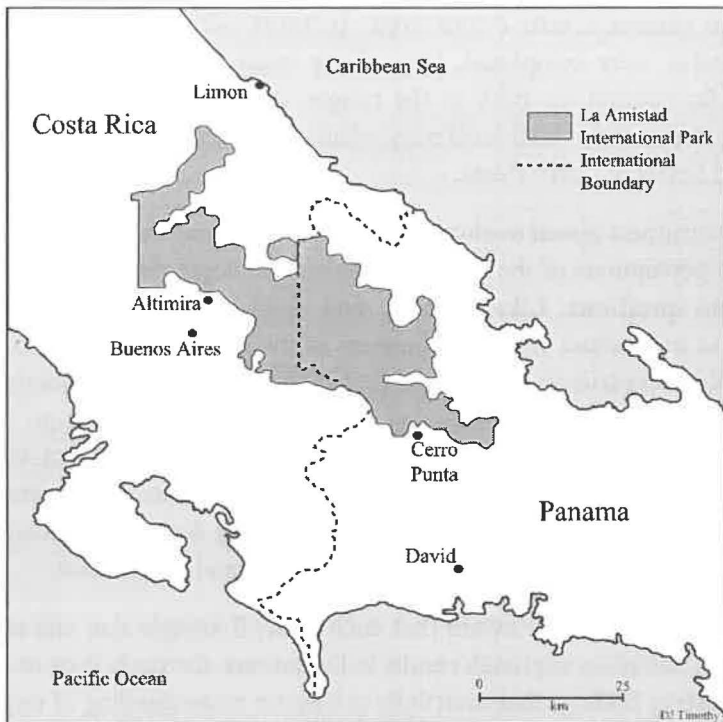 Caribbean Sea
Limon
Costa Rica
La Amistad
International Park
International
Boundary
Altimira
Buenos Aires
Cerro
Punta
Panama
David
Pacific Ocean
0 25
km
Timothy